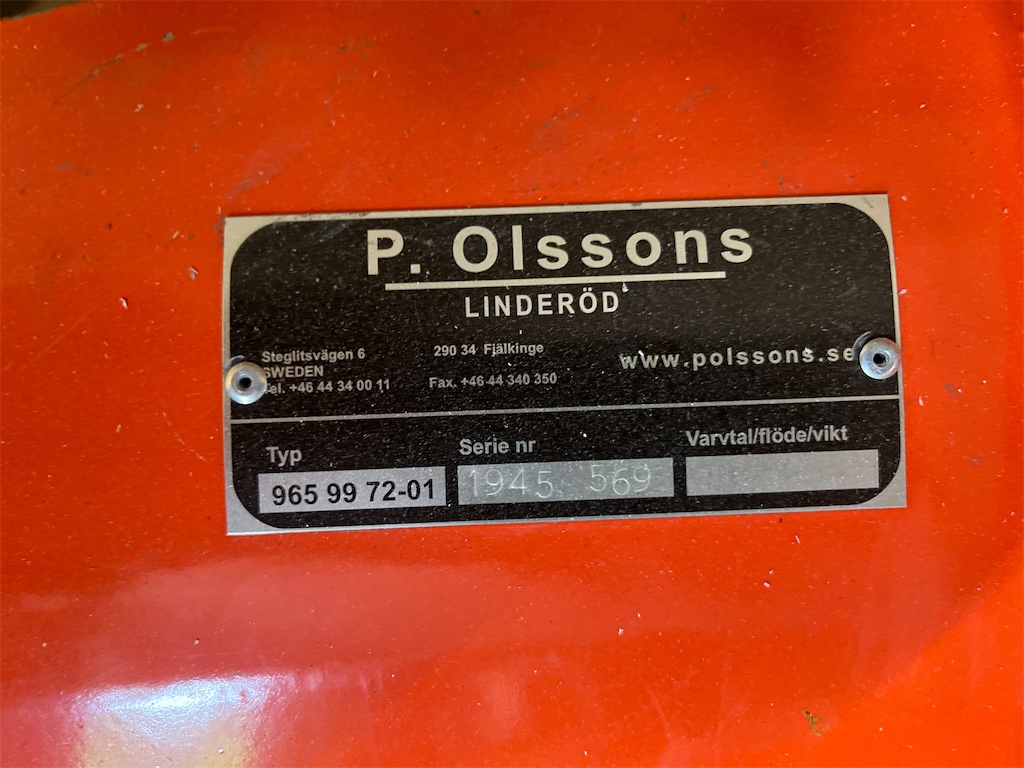 P. Olssons
LINDERÖD
Steglitsvägen 6
SWEDEN
Tel. +46 44 34 00 11
290 34 Fjälkinge
Fax. +46 44 340 350
www.polssons.se
Typ
965 99 72-01
Serie nr
1945 569
Varvtal/flöde/vikt